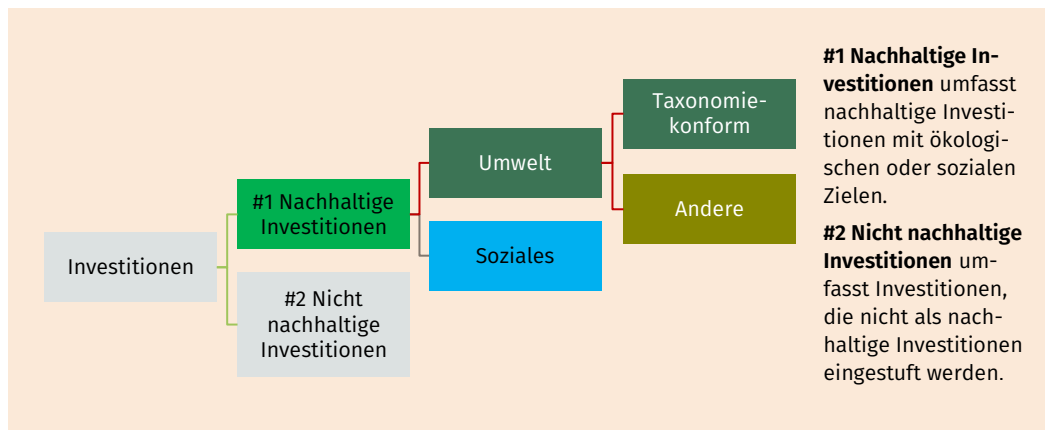 Investitionen
#1 Nachhaltige
Investitionen
#2 Nicht
nachhaltige
Investitionen
Umwelt
Soziales
Taxonomie-
konform
Andere
#1 Nachhaltige In-
vestitionen umfasst
nachhaltige Investi-
tionen mit ökologi-
schen oder sozialen
Zielen.
#2 Nicht nachhaltige
Investitionen um-
fasst Investitionen,
die nicht als nach-
haltige Investitionen
eingestuft werden.